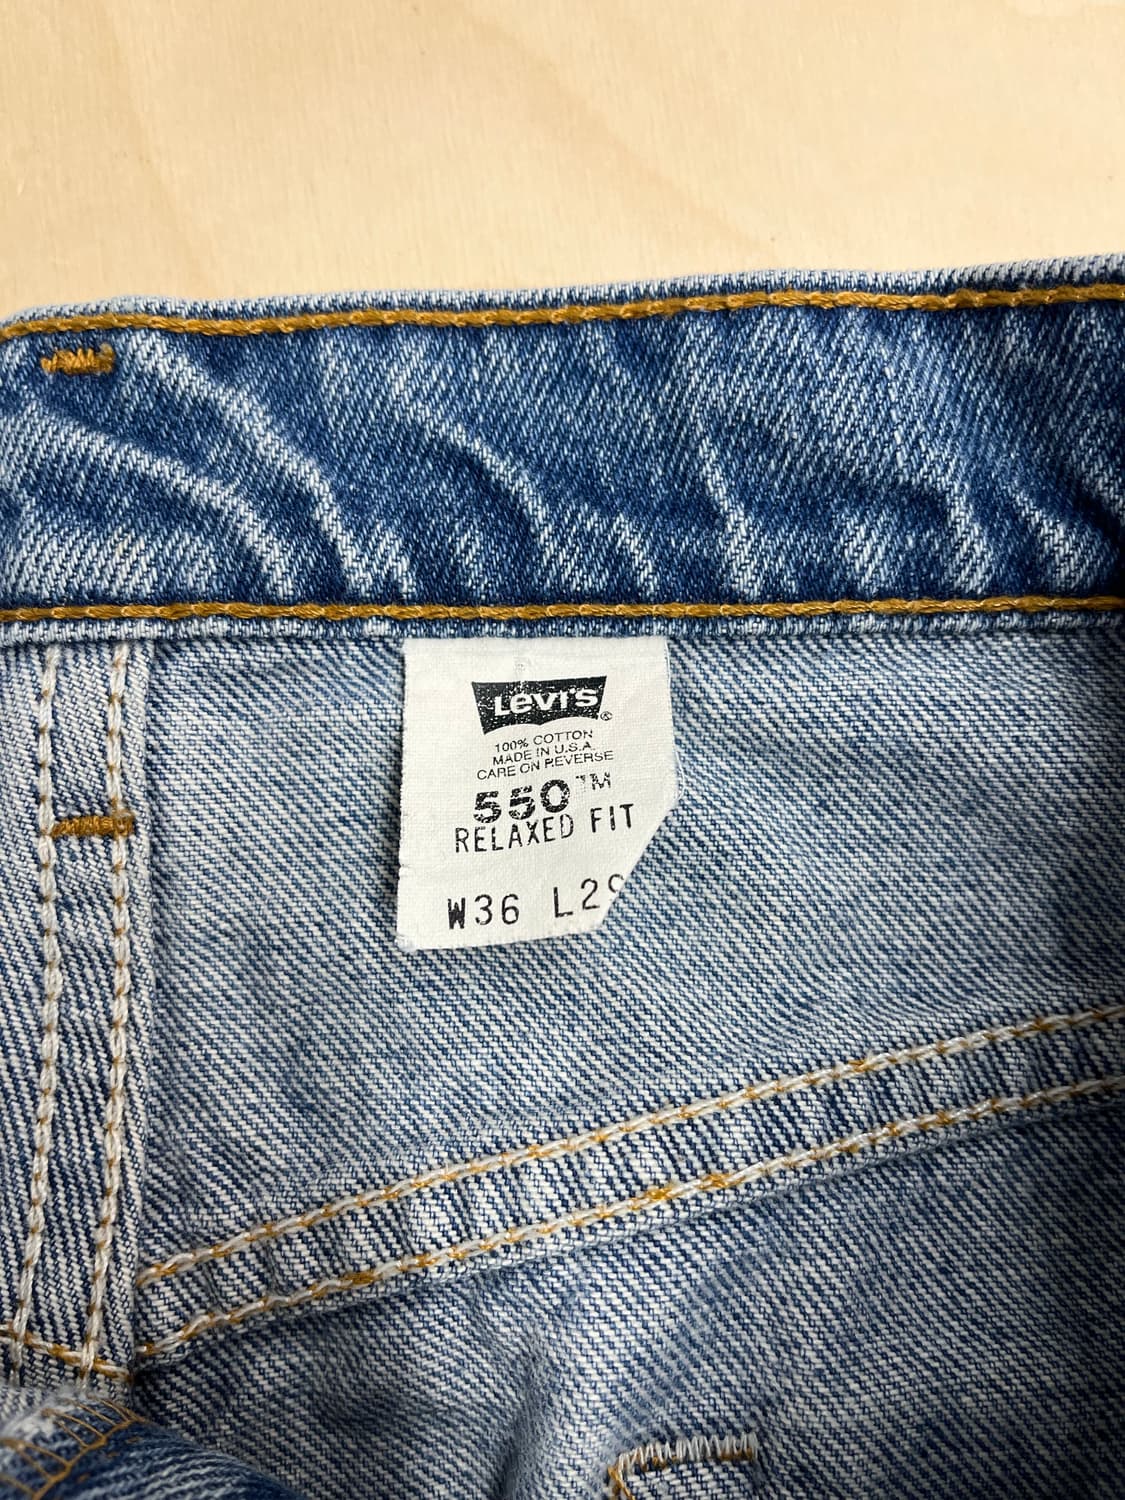 Levi's ®
100% COTTON
MADE IN U.S.A.
CARE ON REVERSE
550™
RELAXED FIT
W36